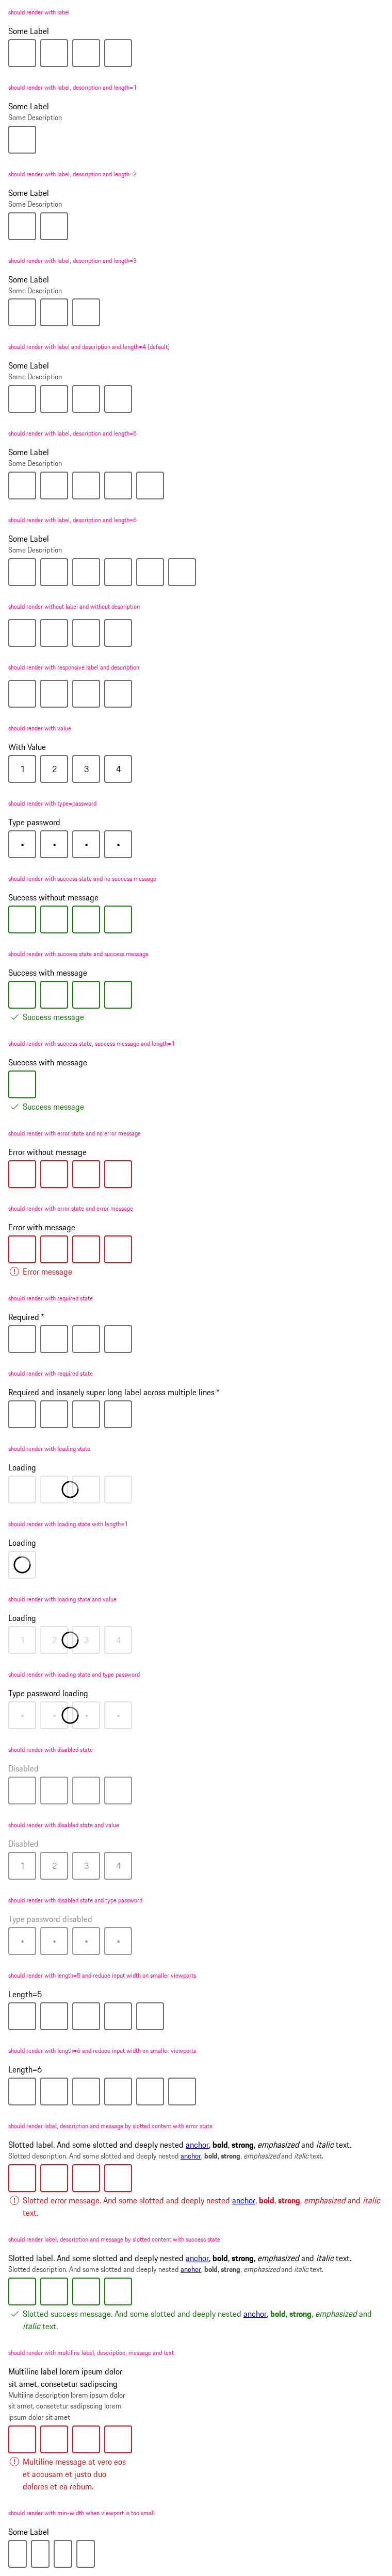 should render with label
Some Label
should render with label, description and length=1
Some Label
Some Description
should render with label, description and length=2
Some Label
Some Description
should render with label, description and length=3
Some Label
Some Description
should render with label and description and length=4 (default)
Some Label
Some Description
should render with label, description and length=5
Some Label
Some Description
should render with label, description and length=6
Some Label
Some Description
should render without label and without description
should render with responsive label and description
should render with value
With Value
1 2 3 4
should render with type=password
Type password
• • • •
should render with success state and no success message
Success without message
should render with success state and success message
Success with message
Success message
should render with success state, success message and length=1
Success with message
Success message
should render with error state and no error message
Error without message
should render with error state and error message
Error with message
Error message
should render with required state
Required *
should render with required state
Required and insanely super long label across multiple lines *
should render with loading state
Loading
should render with loading state with length=1
Loading
should render with loading state and value
Loading
1 2 3 4
should render with loading state and type password
Type password loading
• • • •
should render with disabled state
Disabled
should render with disabled state and value
Disabled
1 2 3 4
should render with disabled state and type password
Type password disabled
• • • •
should render with length=5 and reduce input width on smaller viewports
Length=5
should render with length=6 and reduce input width on smaller viewports
Length=6
should render label, description and message by slotted content with error state
Slotted label. And some slotted and deeply nested anchor, bold, strong, emphasized and italic text.
Slotted description. And some slotted and deeply nested anchor, bold, strong, emphasized and italic text.
Slotted error message. And some slotted and deeply nested anchor, bold, strong, emphasized and italic
text.
should render label, description and message by slotted content with success state
Slotted label. And some slotted and deeply nested anchor, bold, strong, emphasized and italic text.
Slotted description. And some slotted and deeply nested anchor, bold, strong, emphasized and italic text.
Slotted success message. And some slotted and deeply nested anchor, bold, strong, emphasized and
italic text.
should render with multiline label, description, message and text
Multiline label lorem ipsum dolor
sit amet, consetetur sadipscing
Multiline description lorem ipsum dolor
sit amet, consetetur sadipscing lorem
ipsum dolor sit amet
Multiline message at vero eos
et accusam et justo duo
dolores et ea rebum.
should render with min-width when viewport is too small
Some Label